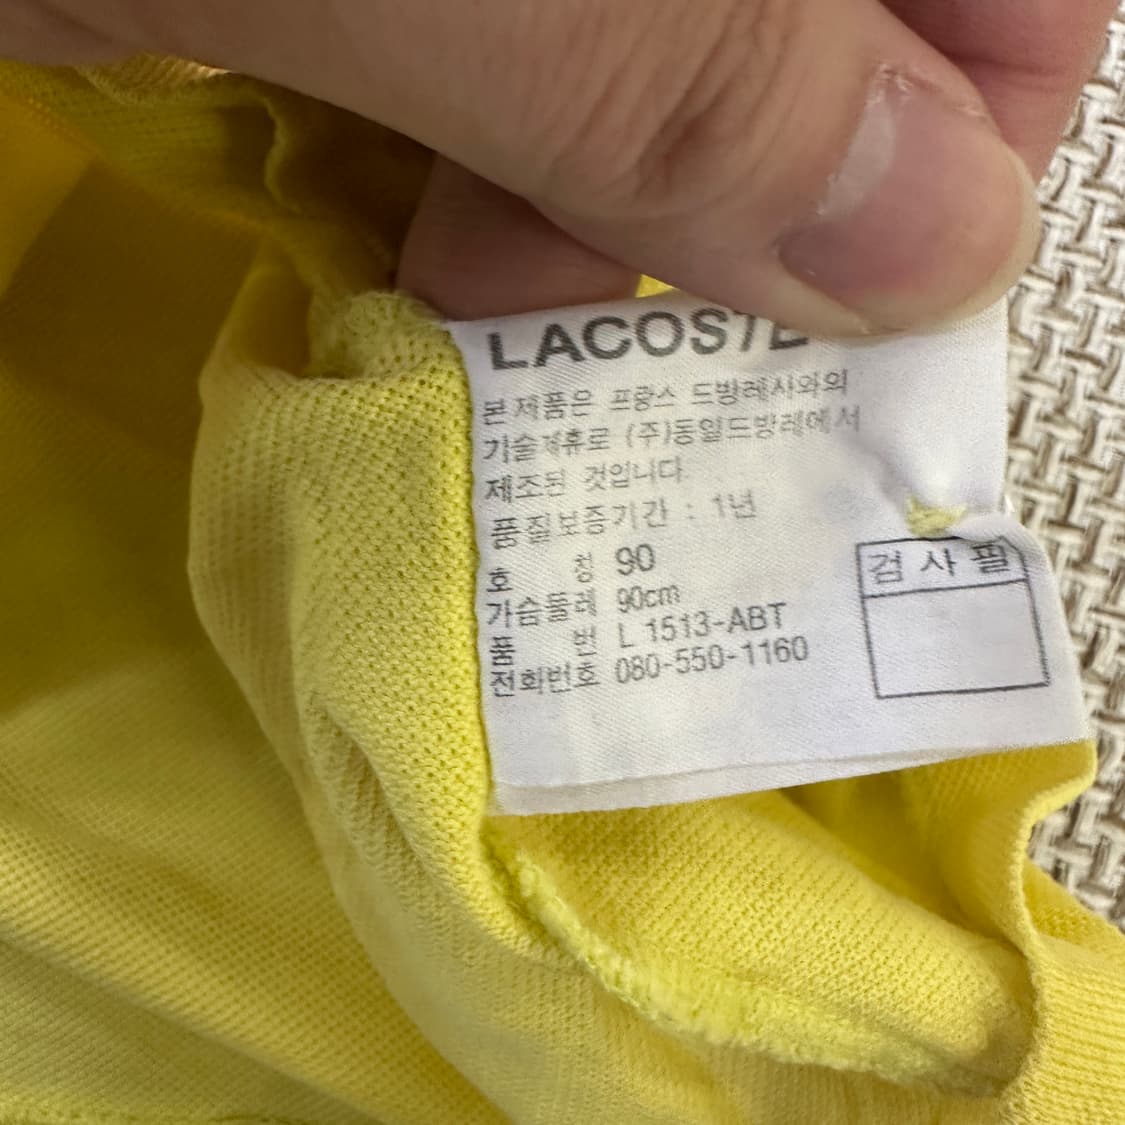 LACOSTE
본 제품은 프랑스 드방레사와의
기술제휴로 (주)동일드방레에서
제조된 것입니다.
품질보증기간 : 1년
호 칭 90
가슴둘레 90cm
품 번 L 1513-ABT
전화번호 080-550-1160
검사필